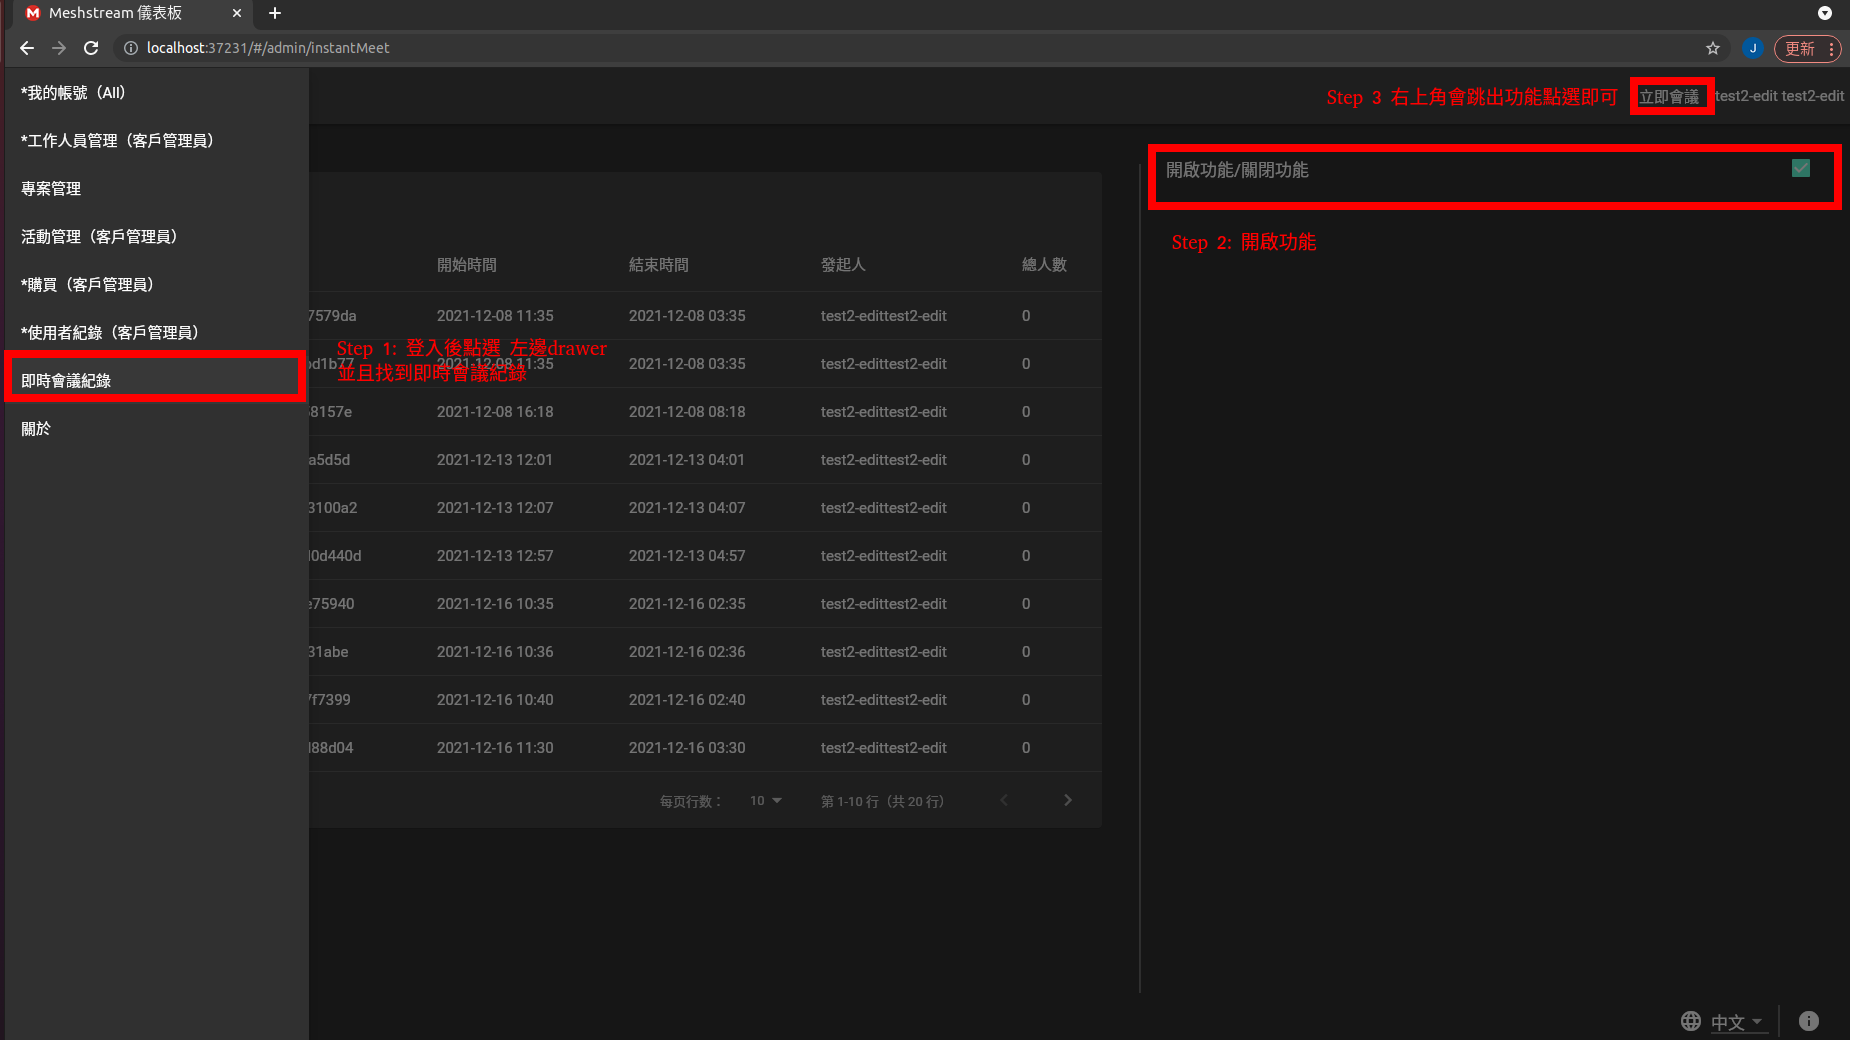 Meshstream 儀表板
localhost:37231/#/admin/instantMeet
J
更新
*我的帳號（All）
*工作人員管理（客戶管理員）
專案管理
活動管理（客戶管理員）
*購買（客戶管理員）
*使用者紀錄（客戶管理員）
即時會議紀錄
關於
Step 3 右上角會跳出功能點選即可
立即會議
test2-edit test2-edit
開啟功能/關閉功能
Step 2: 開啟功能
Step 1: 登入後點選 左邊drawer
並且找到即時會議紀錄
開始時間 結束時間 發起人 總人數
7579da 2021-12-08 11:35 2021-12-08 03:35 test2-edittest2-edit 0
d1b77 2021-12-08 11:35 2021-12-08 03:35 test2-edittest2-edit 0
8157e 2021-12-08 16:18 2021-12-08 08:18 test2-edittest2-edit 0
a5d5d 2021-12-13 12:01 2021-12-13 04:01 test2-edittest2-edit 0
3100a2 2021-12-13 12:07 2021-12-13 04:07 test2-edittest2-edit 0
0d440d 2021-12-13 12:57 2021-12-13 04:57 test2-edittest2-edit 0
e75940 2021-12-16 10:35 2021-12-16 02:35 test2-edittest2-edit 0
31abe 2021-12-16 10:36 2021-12-16 02:36 test2-edittest2-edit 0
7f7399 2021-12-16 10:40 2021-12-16 02:40 test2-edittest2-edit 0
88d04 2021-12-16 11:30 2021-12-16 03:30 test2-edittest2-edit 0
每页行数： 10 第 1-10 行（共 20 行）
中文